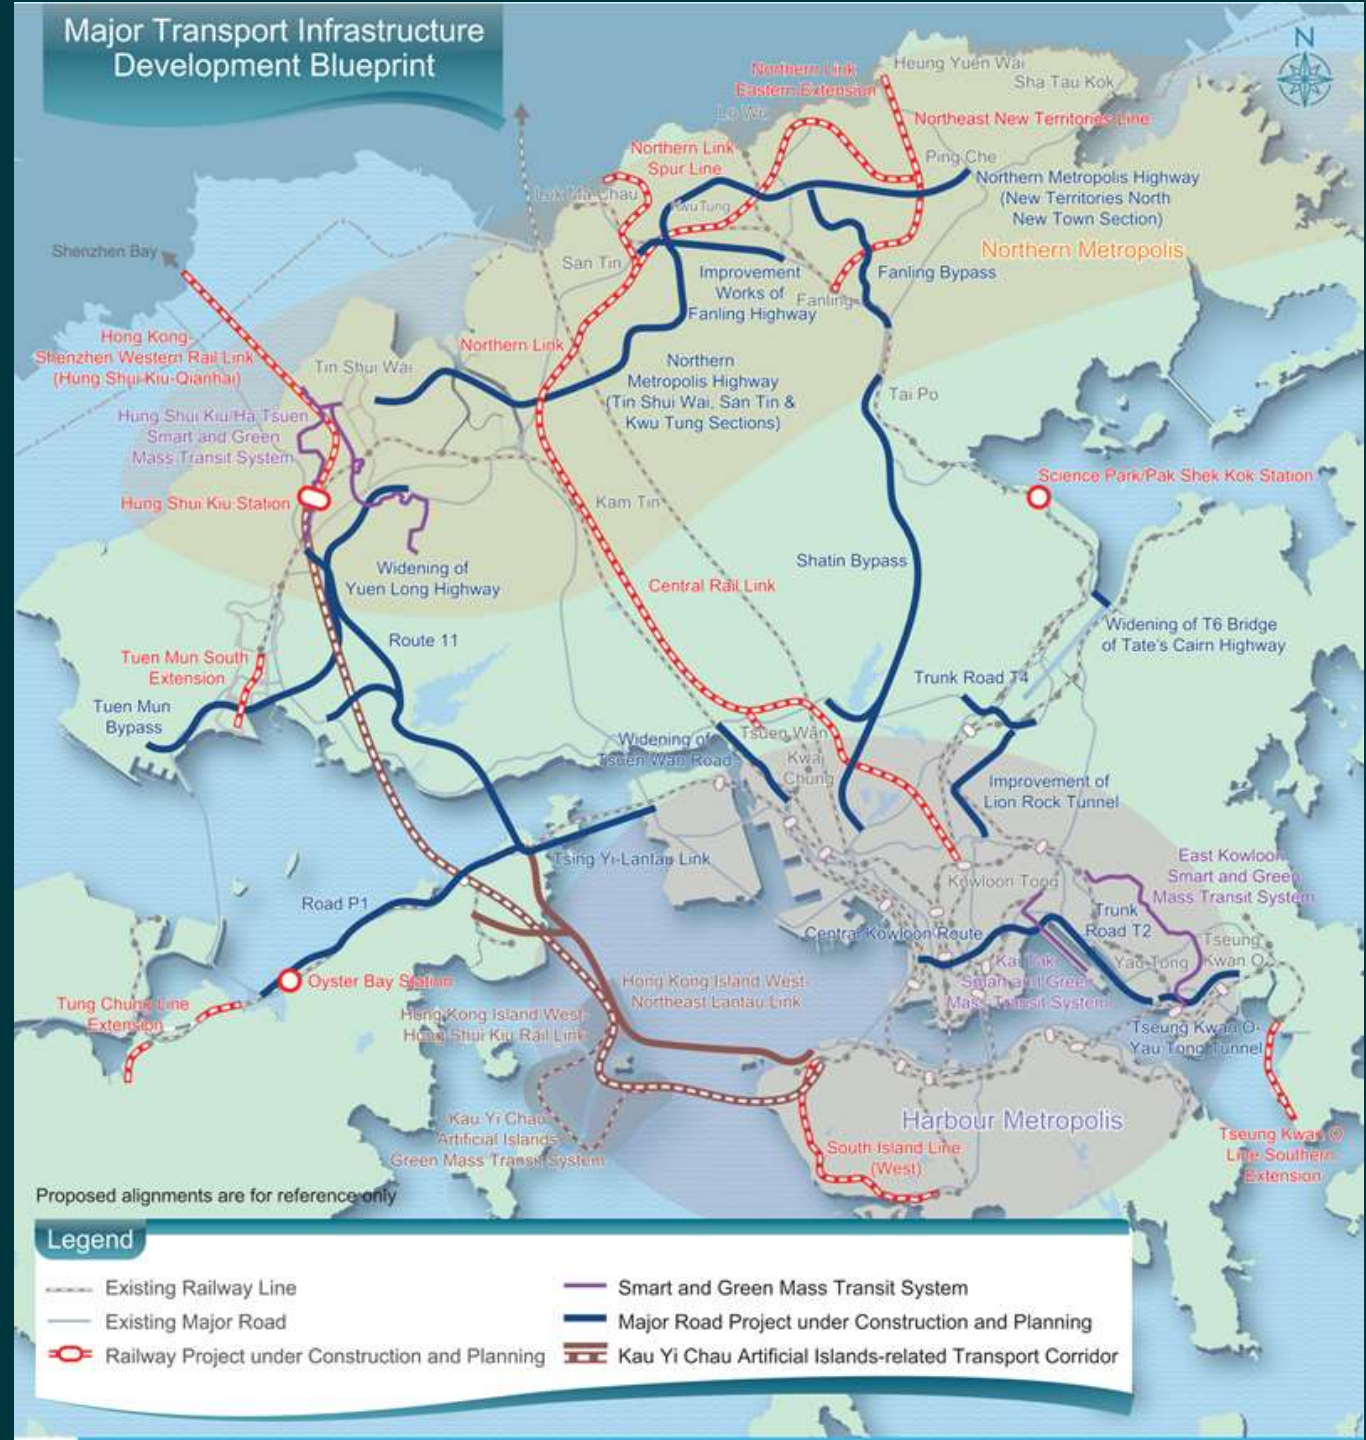 Major Transport Infrastructure
Development Blueprint
N
Northern Link
Eastern Extension
Heung Yuen Wai
Sha Tau Kok
Lo Wu
Northeast New Territories Line
Northern Link
Spur Line
Ping Che
Lok Ma Chau
Kwu Tung
Northern Metropolis Highway
(New Territories North
New Town Section)
Shenzhen Bay
San Tin
Northern Metropolis
Improvement
Works of
Fanling Highway
Fanling
Fanling Bypass
Hong Kong-
Shenzhen Western Rail Link
(Hung Shui Kiu-Qianhai)
Tin Shui Wai
Northern Link
Northern
Metropolis Highway
(Tin Shui Wai, San Tin &
Kwu Tung Sections)
Tai Po
Hung Shui Kiu/Ha Tsuen
Smart and Green
Mass Transit System
Hung Shui Kiu Station
Kam Tin
Science Park/Pak Shek Kok Station
Widening of
Yuen Long Highway
Central Rail Link
Shatin Bypass
Route 11
Widening of T6 Bridge
of Tate's Cairn Highway
Tuen Mun South
Extension
Trunk Road T4
Tuen Mun
Bypass
Widening of
Tsuen Wan Road
Tsuen Wan
Kwai
Chung
Improvement of
Lion Rock Tunnel
Tsing Yi-Lantau Link
East Kowloon
Smart and Green
Mass Transit System
Kowloon Tong
Road P1
Trunk
Road T2
Central Kowloon Route
Tseung
Kwan O
Yau Tong
Kai Tak
Smart and Green
Mass Transit System
Oyster Bay Station
Hong Kong Island West-
Northeast Lantau Link
Tung Chung Line
Extension
Hong Kong Island West-
Hung Shui Kiu Rail Link
Tseung Kwan O-
Yau Tong Tunnel
Kau Yi Chau
Artificial Islands
Green Mass Transit System
Harbour Metropolis
South Island Line
(West)
Tseung Kwan O
Line Southern
Extension
Proposed alignments are for reference only
Legend
Existing Railway Line
Existing Major Road
Railway Project under Construction and Planning
Smart and Green Mass Transit System
Major Road Project under Construction and Planning
Kau Yi Chau Artificial Islands-related Transport Corridor